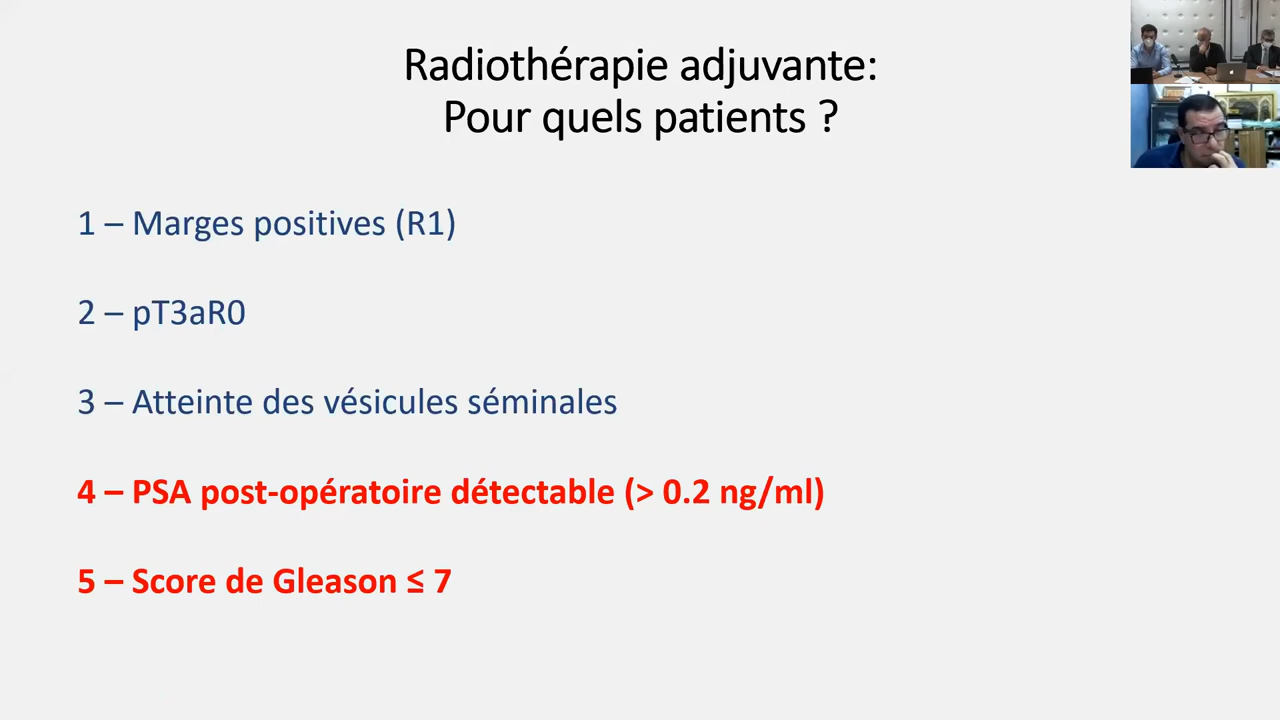 Radiothérapie adjuvante:
Pour quels patients ?
1 – Marges positives (R1)
2 – pT3aR0
3 – Atteinte des vésicules séminales
4 – PSA post-opératoire détectable (> 0.2 ng/ml)
5 – Score de Gleason ≤ 7